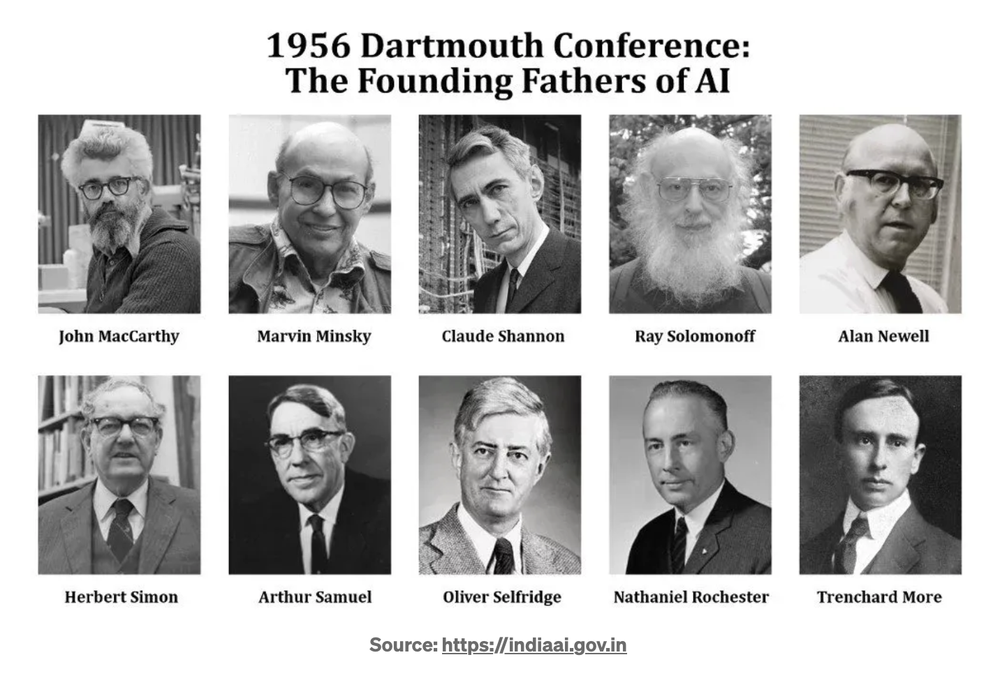 1956 Dartmouth Conference:
The Founding Fathers of AI
John MacCarthy
Marvin Minsky
Claude Shannon
Ray Solomonoff
Alan Newell
Herbert Simon
Arthur Samuel
Oliver Selfridge
Nathaniel Rochester
Trenchard More
Source: https://indiaai.gov.in